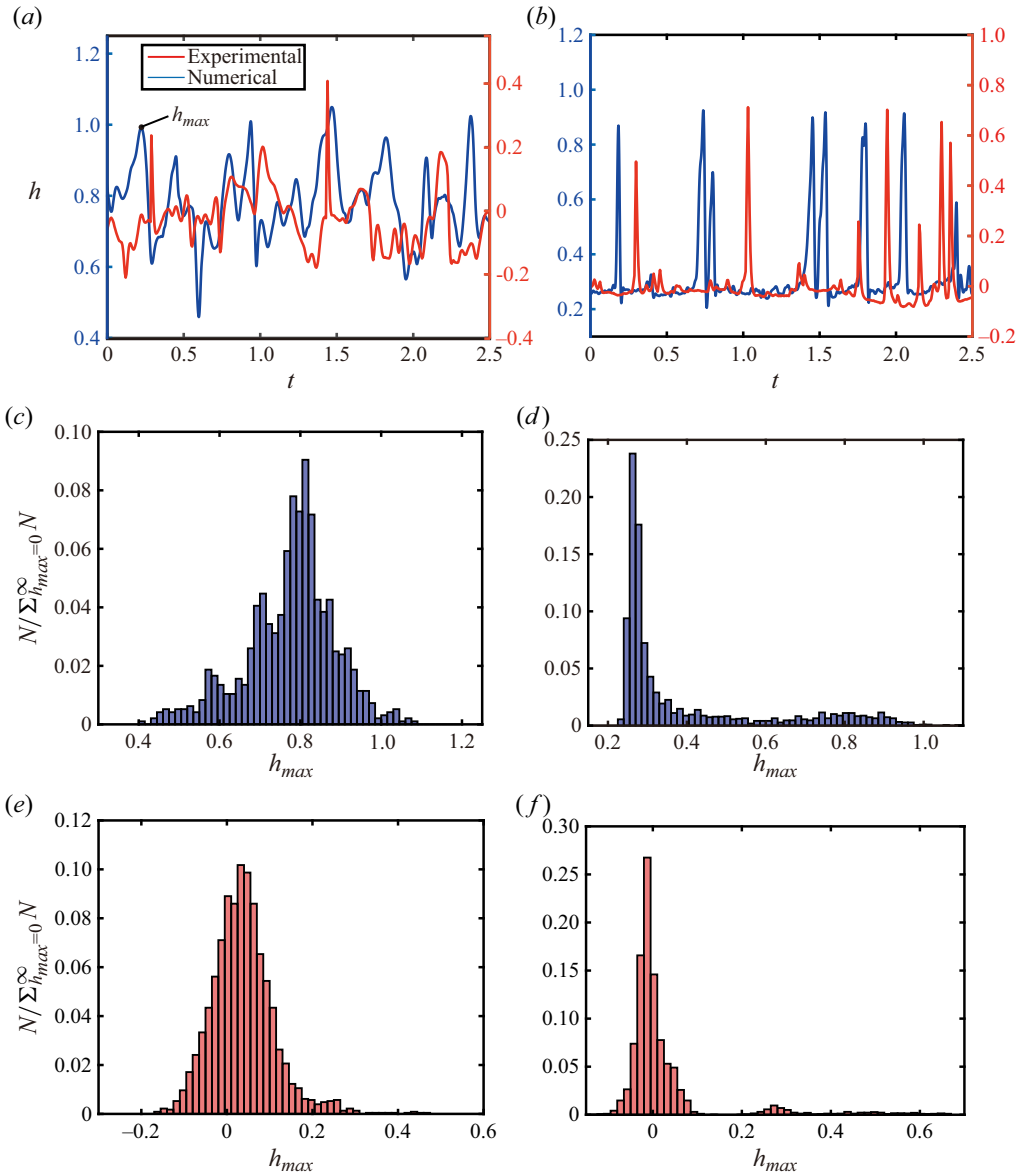 (a)
(b)
1.2
1.0
0.8
0.6
0.4
h
Experimental
Numerical
h_max
0.4
0.2
0
–0.2
–0.4
0 0.5 1.0 1.5 2.0 2.5
t
1.2
1.0
0.8
0.6
0.4
0.2
1.0
0.8
0.6
0.4
0.2
0
–0.2
0 0.5 1.0 1.5 2.0 2.5
t
(c)
(d)
0.10
0.08
0.06
0.04
0.02
0
N/Σ^∞_{h_max=0} N
0.4 0.6 0.8 1.0 1.2
h_max
0.25
0.20
0.15
0.10
0.05
0
0.2 0.4 0.6 0.8 1.0
h_max
(e)
(f)
0.12
0.10
0.08
0.06
0.04
0.02
0
N/Σ^∞_{h_max=0} N
–0.2 0 0.2 0.4 0.6
h_max
0.30
0.25
0.20
0.15
0.10
0.05
0
0 0.2 0.4 0.6
h_max